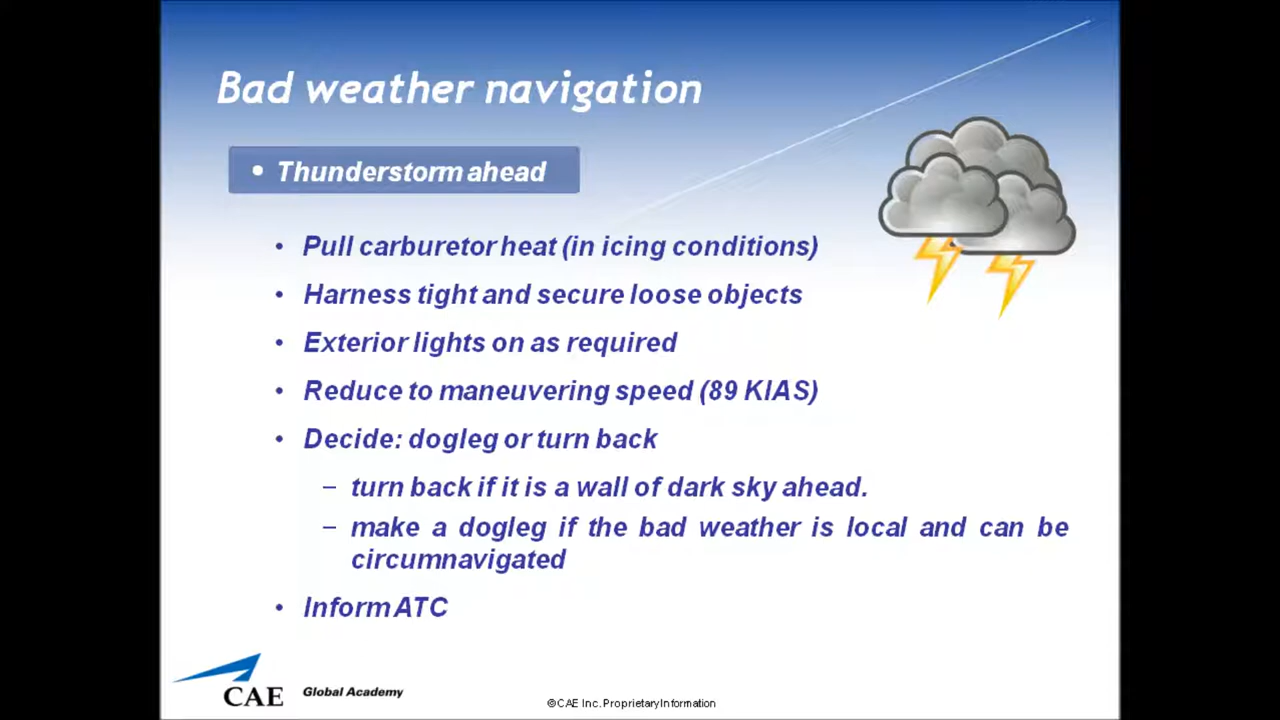 Bad weather navigation
• Thunderstorm ahead
• Pull carburetor heat (in icing conditions)
• Harness tight and secure loose objects
• Exterior lights on as required
• Reduce to maneuvering speed (89 KIAS)
• Decide: dogleg or turn back
– turn back if it is a wall of dark sky ahead.
– make a dogleg if the bad weather is local and can be
circumnavigated
• Inform ATC
CAE Global Academy
© CAE Inc. Proprietary Information